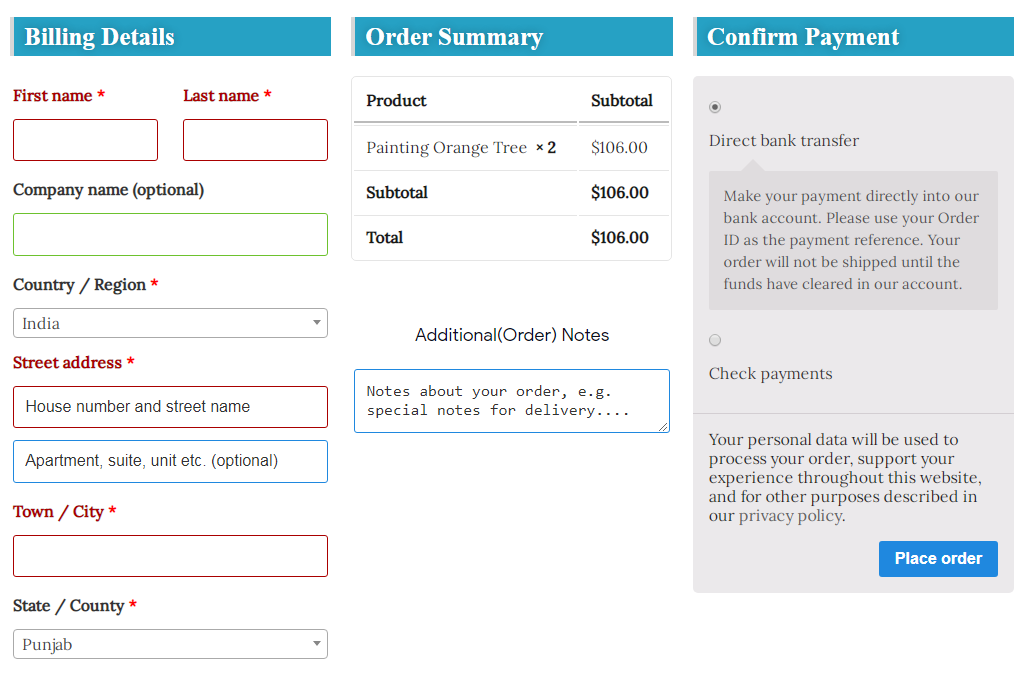 Billing Details
First name *
Last name *
Company name (optional)
Country / Region *
India
Street address *
House number and street name
Apartment, suite, unit etc. (optional)
Town / City *
State / County *
Punjab
Order Summary
Product Subtotal
Painting Orange Tree × 2 $106.00
Subtotal $106.00
Total $106.00
Additional(Order) Notes
Notes about your order, e.g.
special notes for delivery....
Confirm Payment
Direct bank transfer
Make your payment directly into our
bank account. Please use your Order
ID as the payment reference. Your
order will not be shipped until the
funds have cleared in our account.
Check payments
Your personal data will be used to
process your order, support your
experience throughout this website,
and for other purposes described in
our privacy policy.
Place order